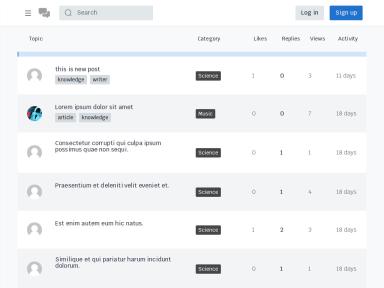 Search
Log in
Sign up
Topic Category Likes Replies Views Activity
this is new post
knowledge writer
Science 1 0 3 11 days
Lorem ipsum dolor sit amet
article knowledge
Music 0 0 7 18 days
Consectetur corrupti qui culpa ipsum
possimus quae non sequi.
Science 0 1 1 18 days
Praesentium et deleniti velit eveniet et.
Science 0 1 4 18 days
Est enim autem eum hic natus.
Science 1 2 3 18 days
Similique et qui pariatur harum incidunt
dolorum.
Science 0 1 1 18 days